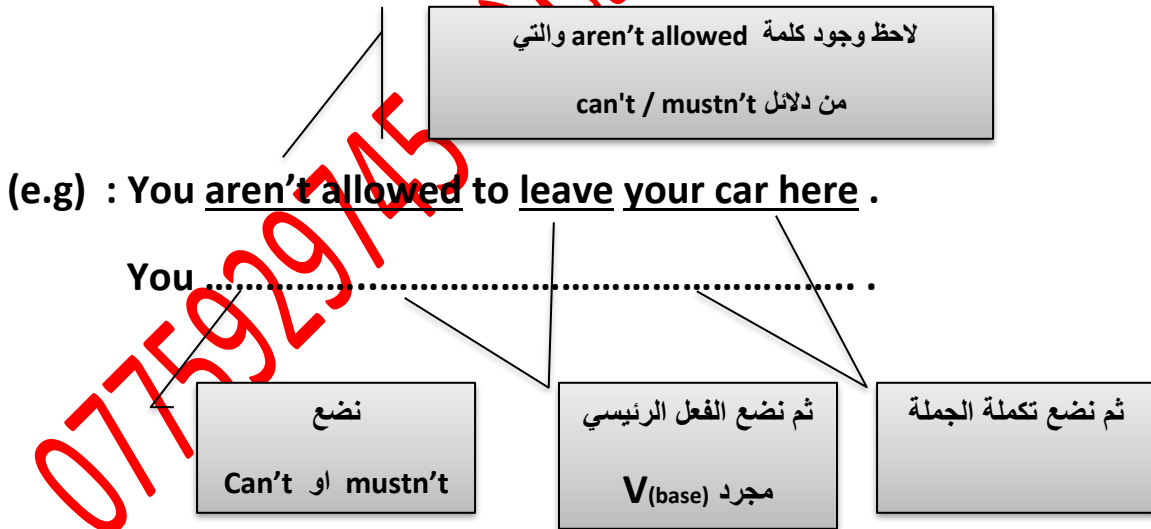 لاحظ وجود كلمة aren't allowed والتي
من دلائل can't / mustn't
(e.g) : You aren't allowed to leave your car here .
You ……………..………………………………………….. .
نضع
Can't او mustn't
ثم نضع الفعل الرئيسي
مجرد V(base)
ثم نضع تكملة الجملة
0775929745